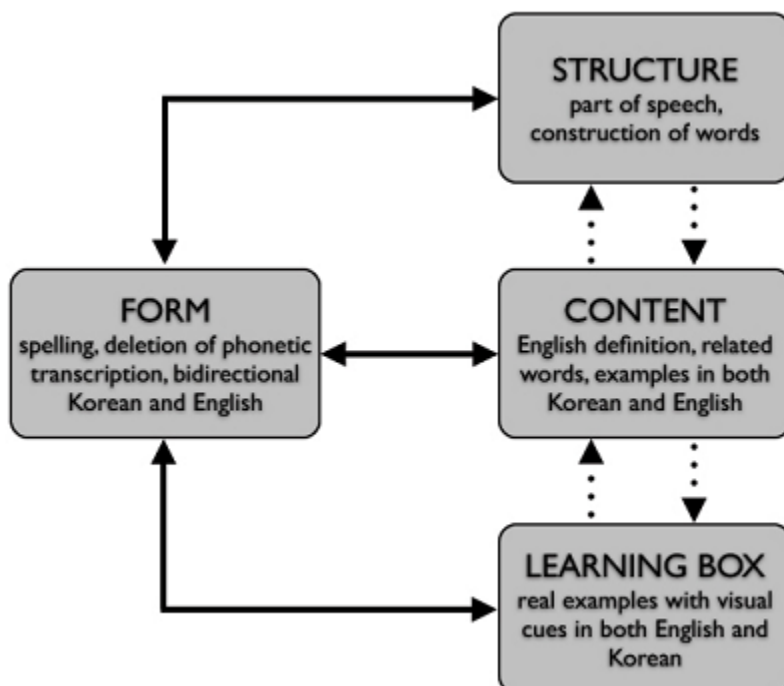 STRUCTURE
part of speech,
construction of words
FORM
spelling, deletion of phonetic
transcription, bidirectional
Korean and English
CONTENT
English definition, related
words, examples in both
Korean and English
LEARNING BOX
real examples with visual
cues in both English and
Korean